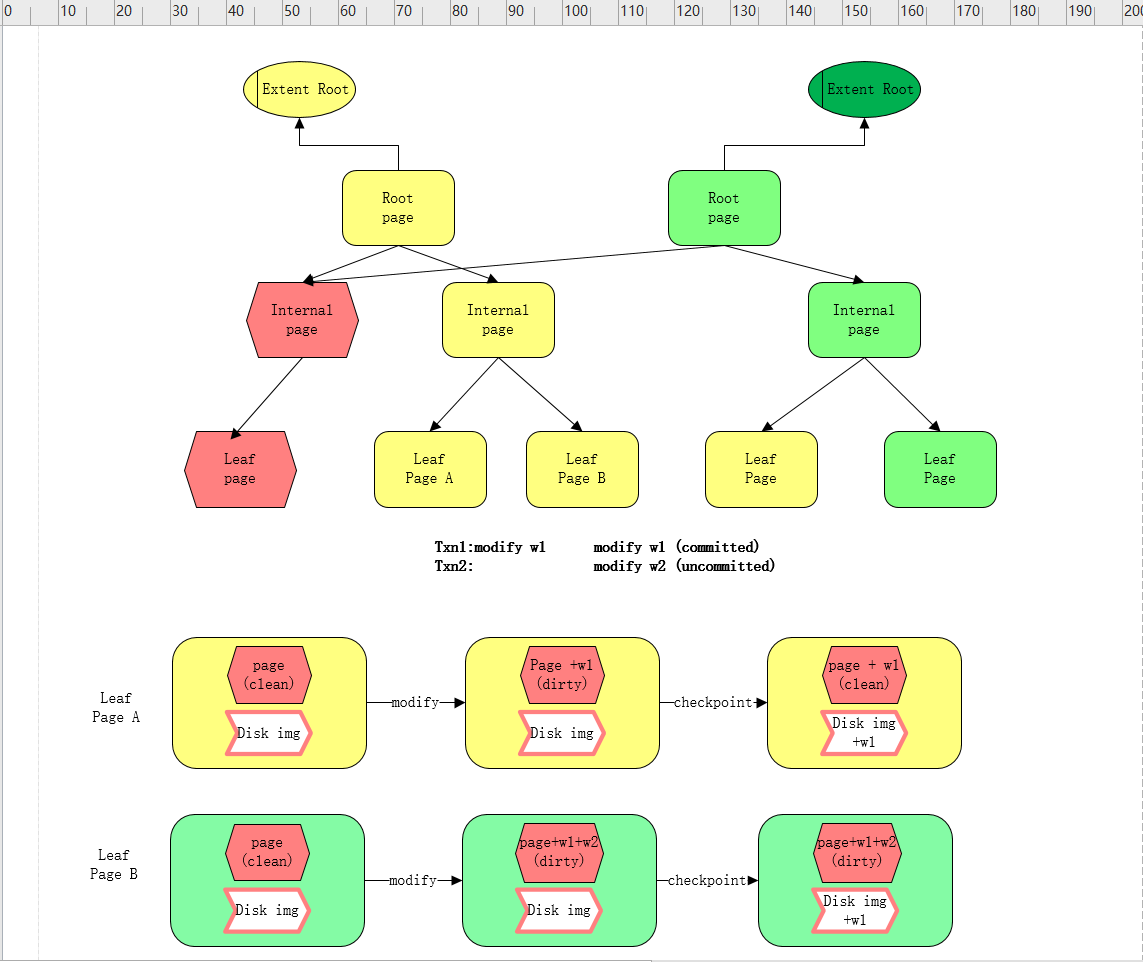 0 10 20 30 40 50 60 70 80 90 100 110 120 130 140 150 160 170 180 190 200
Extent Root
Extent Root
Root
page
Root
page
Internal
page
Internal
page
Internal
page
Leaf
page
Leaf
Page A
Leaf
Page B
Leaf
Page
Leaf
Page
Txn1:modify w1 modify w1 (committed)
Txn2: modify w2 (uncommitted)
Leaf
Page A
page
(clean)
Disk img
modify
Page +w1
(dirty)
Disk img
checkpoint
page + w1
(clean)
Disk img
+w1
Leaf
Page B
page
(clean)
Disk img
modify
page+w1+w2
(dirty)
Disk img
checkpoint
page+w1+w2
(dirty)
Disk img
+w1